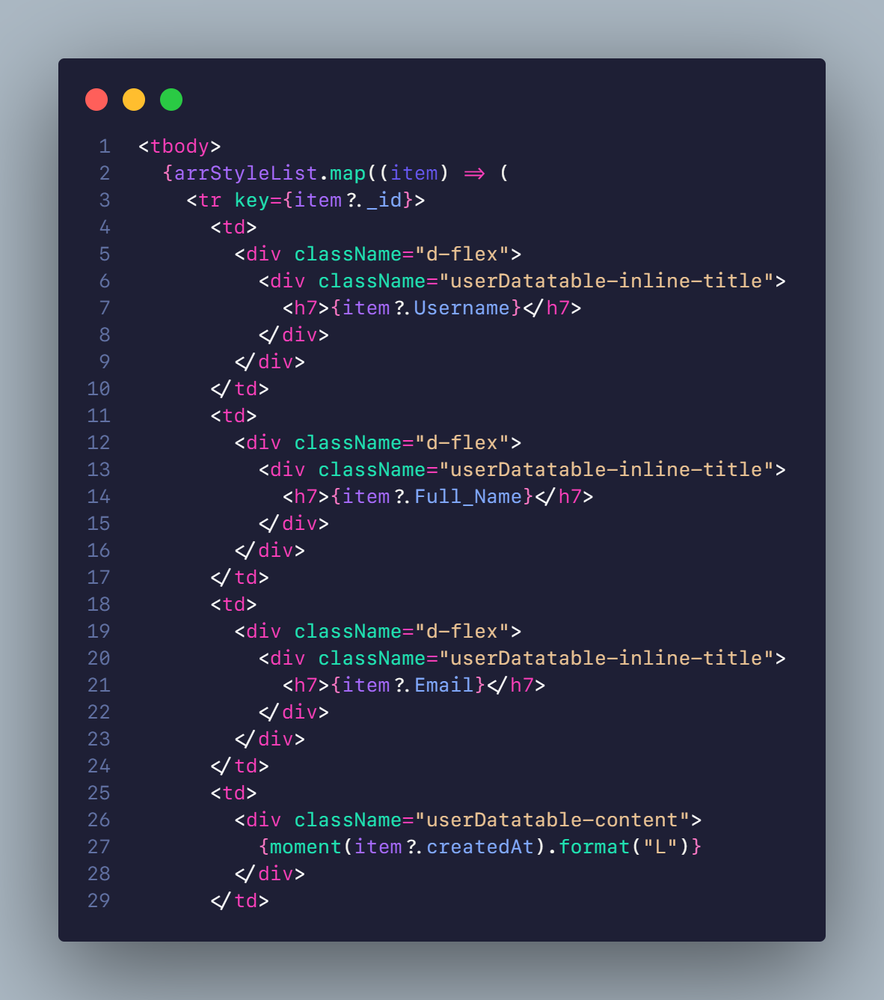 1 <tbody>
2   {arrStyleList.map((item) => (
3     <tr key={item?._id}>
4       <td>
5         <div className="d-flex">
6           <div className="userDatatable-inline-title">
7             <h7>{item?.Username}</h7>
8           </div>
9         </div>
10       </td>
11       <td>
12         <div className="d-flex">
13           <div className="userDatatable-inline-title">
14             <h7>{item?.Full_Name}</h7>
15           </div>
16         </div>
17       </td>
18       <td>
19         <div className="d-flex">
20           <div className="userDatatable-inline-title">
21             <h7>{item?.Email}</h7>
22           </div>
23         </div>
24       </td>
25       <td>
26         <div className="userDatatable-content">
27           {moment(item?.createdAt).format("L")}
28         </div>
29       </td>